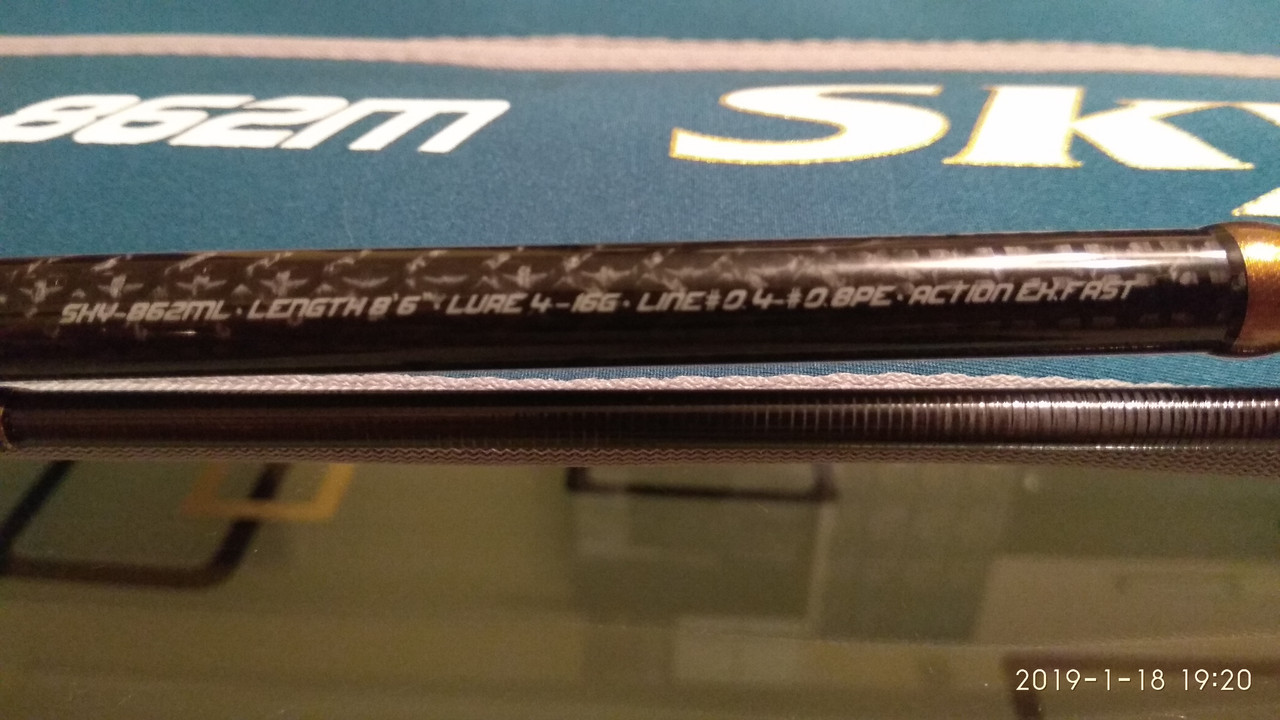 862M SKY
SKY-862ML · LENGTH 8'6" · LURE 4-16G · LINE#0.4-#0.8PE · ACTION EX.FAST
2019-1-18 19:20